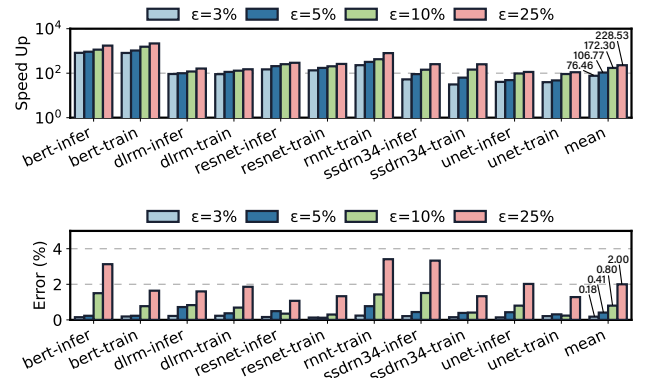 ε=3% ε=5% ε=10% ε=25%
Speed Up
10⁴
10²
10⁰
228.53
172.30
106.77
76.46
bert-infer bert-train dlrm-infer dlrm-train resnet-infer resnet-train rnnt-train ssdrn34-infer ssdrn34-train unet-infer unet-train mean
ε=3% ε=5% ε=10% ε=25%
Error (%)
4
2
0
2.00
0.80
0.41
0.18
bert-infer bert-train dlrm-infer dlrm-train resnet-infer resnet-train rnnt-train ssdrn34-infer ssdrn34-train unet-infer unet-train mean